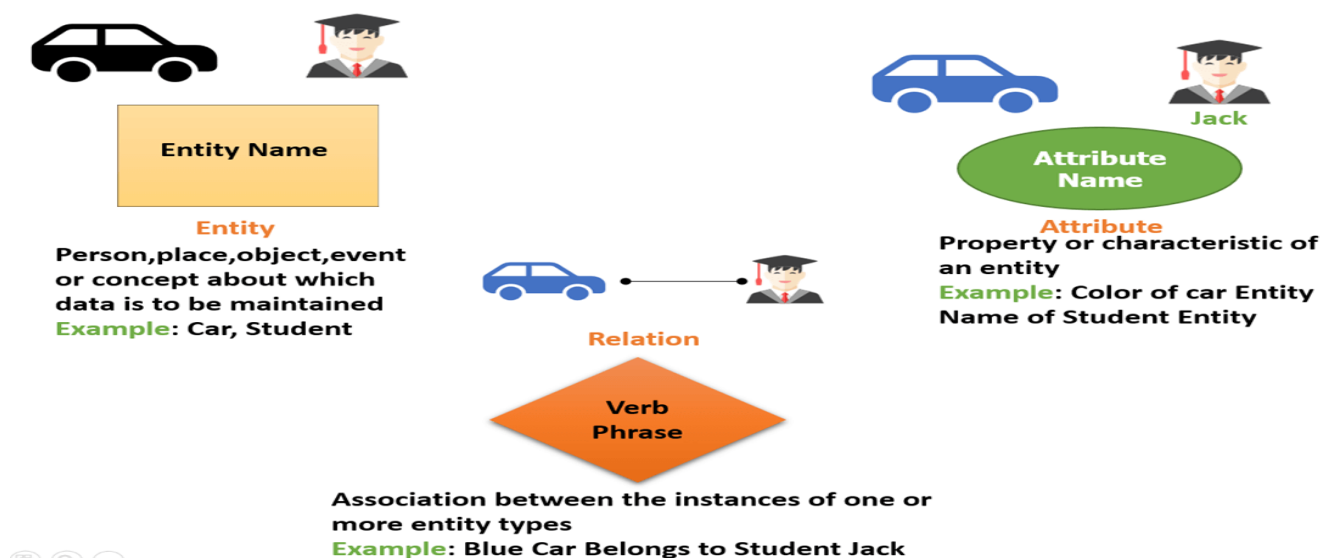 Entity Name
Entity
Person,place,object,event
or concept about which
data is to be maintained
Example: Car, Student
Jack
Attribute
Name
Attribute
Property or characteristic of
an entity
Example: Color of car Entity
Name of Student Entity
Relation
Verb
Phrase
Association between the instances of one or
more entity types
Example: Blue Car Belongs to Student Jack